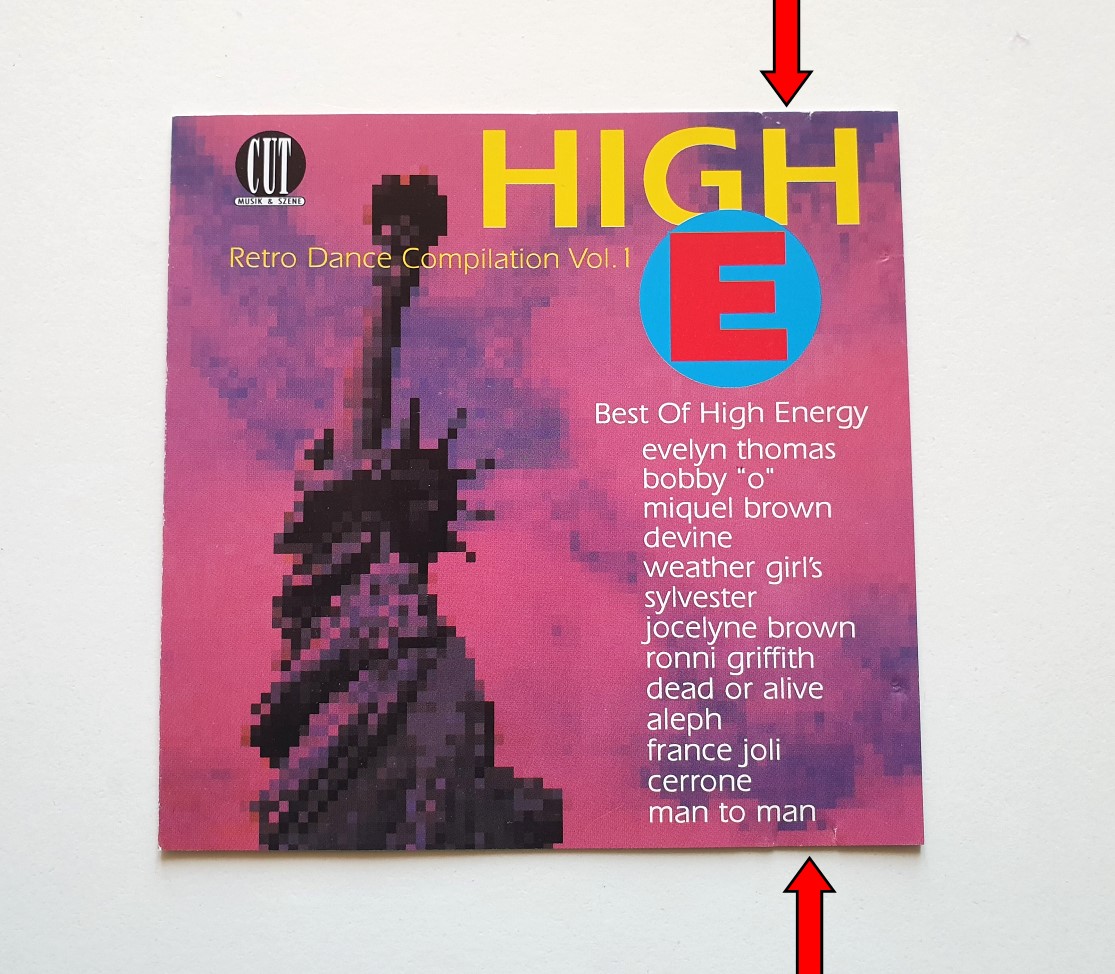 CUT
MUSIK & SZENE
HIGH
E
Retro Dance Compilation Vol.1
Best Of High Energy
evelyn thomas
bobby "o"
miquel brown
devine
weather girl's
sylvester
jocelyne brown
ronni griffith
dead or alive
aleph
france joli
cerrone
man to man